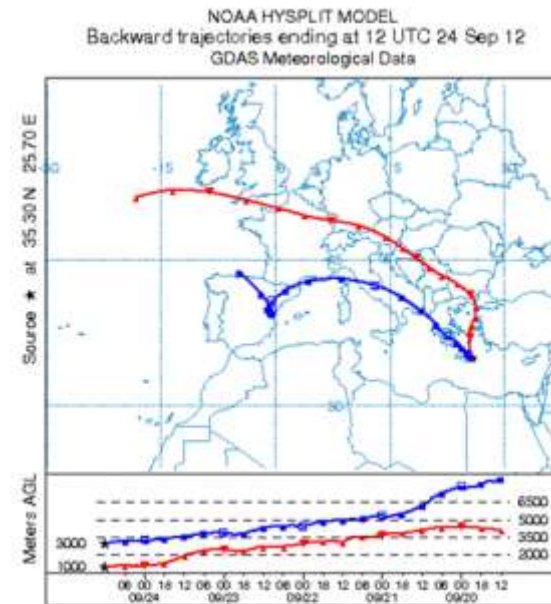 NOAA HYSPLIT MODEL
Backward trajectories ending at 12 UTC 24 Sep 12
GDAS Meteorological Data
Source ★ at 35.30 N 25.70 E
-15
30
Meters AGL
3000
1000
6500
5000
3500
2000
06 00 18 12 06 00 18 12 06 00 18 12 06 00 18 12 06 00 18 12
09/24 09/23 09/22 09/21 09/20